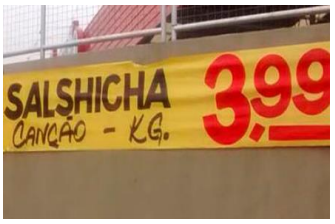 SALSHICHA 3,99
CANÇÃO - KG.